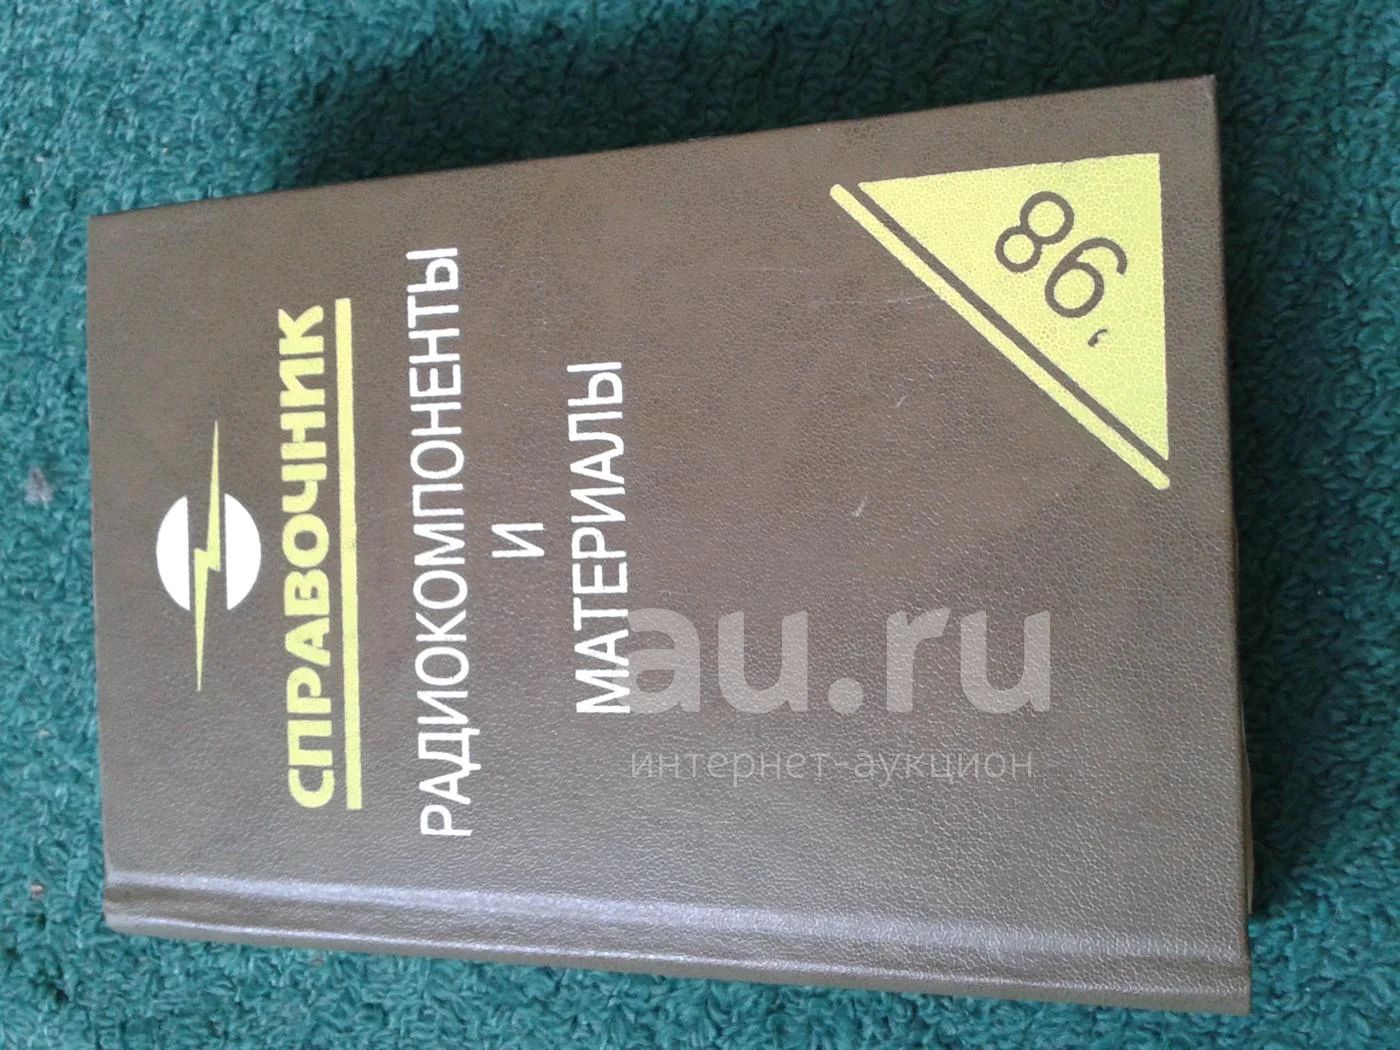 СПРАВОЧНИК
РАДИОКОМПОНЕНТЫ
И
МАТЕРИАЛЫ
'98
au.ru
интернет-аукцион